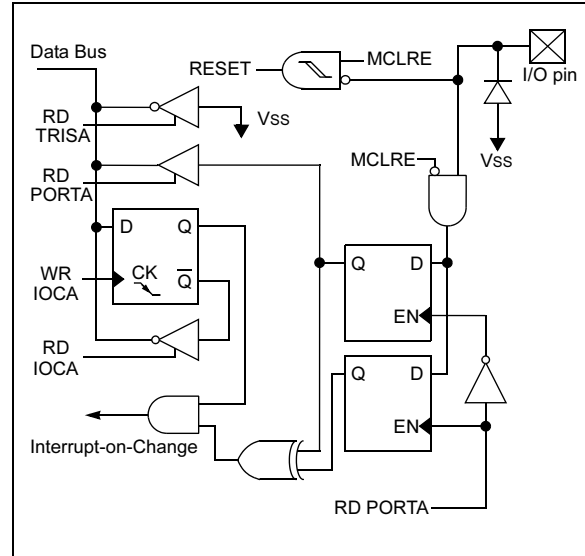 Data Bus
RESET
MCLRE
I/O pin
RD
TRISA
VSS
VSS
RD
PORTA
MCLRE
D
Q
CK
Q
WR
IOCA
Q
D
EN
RD
IOCA
Q
D
EN
Interrupt-on-Change
RD PORTA